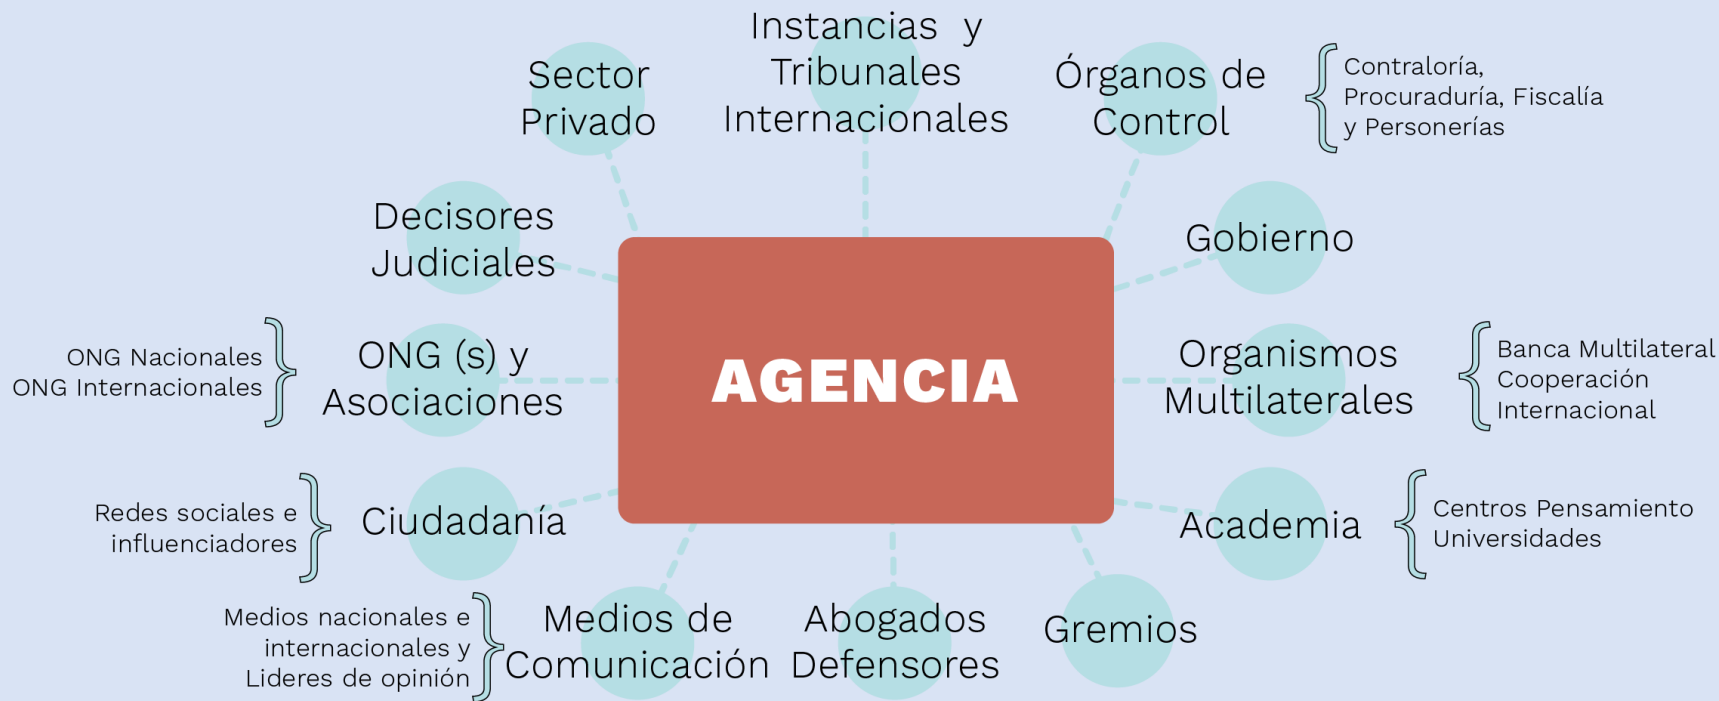 Instancias y
Tribunales
Internacionales
Sector
Privado
Órganos de
Control
Contraloría,
Procuraduría, Fiscalía
y Personerías
Decisores
Judiciales
Gobierno
ONG Nacionales
ONG Internacionales
ONG (s) y
Asociaciones
AGENCIA
Organismos
Multilaterales
Banca Multilateral
Cooperación
Internacional
Redes sociales e
influenciadores
Ciudadanía
Academia
Centros Pensamiento
Universidades
Medios nacionales e
internacionales y
Lideres de opinión
Medios de
Comunicación
Abogados
Defensores
Gremios